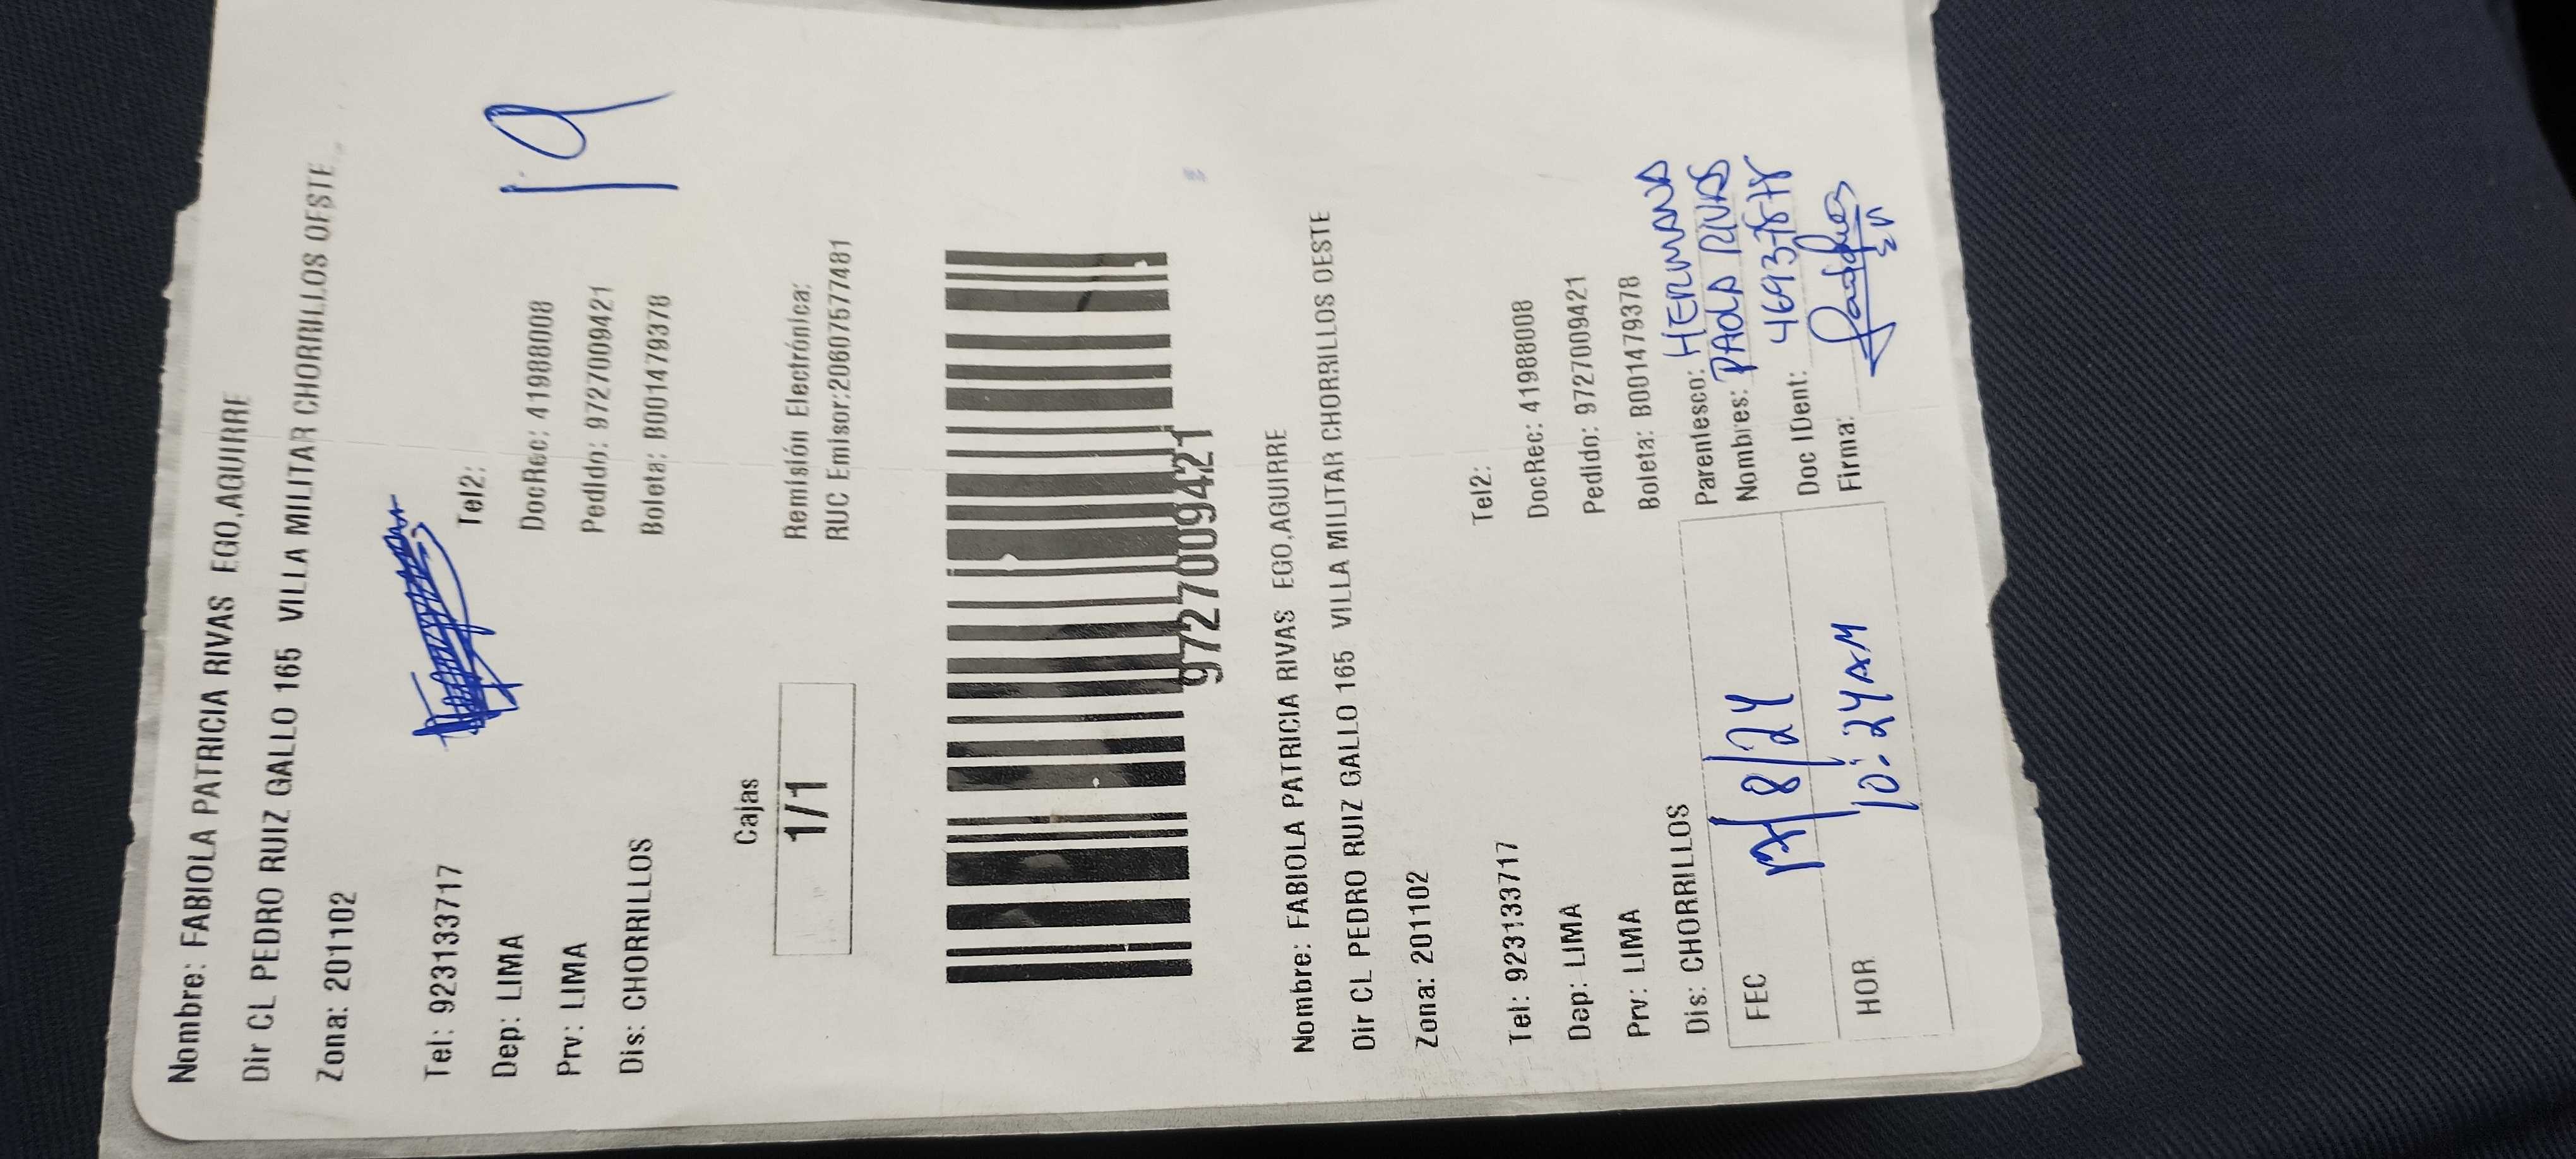 Nombre: FABIOLA PATRICIA RIVAS EGO,AGUIRRE
Dir CL PEDRO RUIZ GALLO 165 VILLA MILITAR CHORRILLOS OESTE
Zona: 201102
Tel: 923133717 Tel2:
Dep: LIMA DocRec: 41988008
19
Prv: LIMA Pedido: 9727009421
Dis: CHORRILLOS Boleta: B001479378
Cajas
1/1
Remisión Electrónica:
RUC Emisor:20607577481
9727009421
Nombre: FABIOLA PATRICIA RIVAS EGO,AGUIRRE
Dir CL PEDRO RUIZ GALLO 165 VILLA MILITAR CHORRILLOS OESTE
Zona: 201102
Tel: 923133717 Tel2:
Dep: LIMA DocRec: 41988008
Prv: LIMA Pedido: 9727009421
Dis: CHORRILLOS Boleta: B001479378
Parentesco: HERMANA
FEC 17/8/24 Nombres: PAOLA RIVAS
Doc IDent:
HOR 10:24AM Firma: